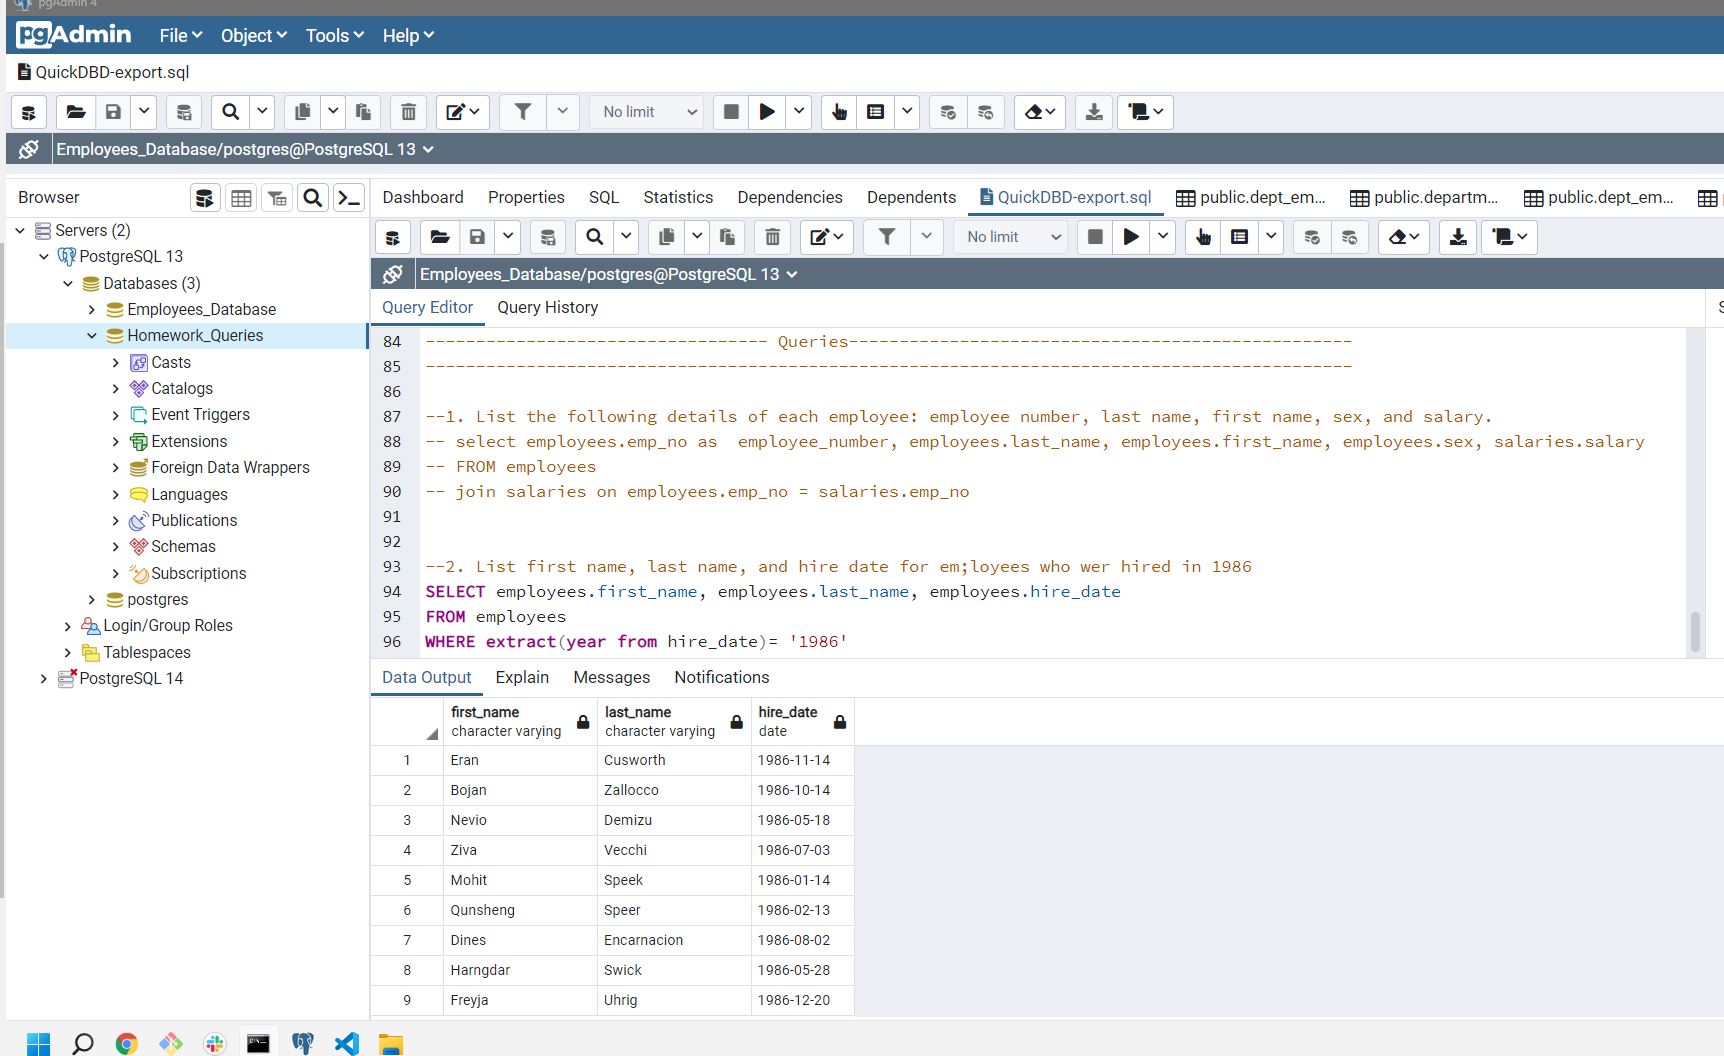 pgAdmin 4
pgAdmin File Object Tools Help
QuickDBD-export.sql
No limit
Employees_Database/postgres@PostgreSQL 13
Browser
Servers (2)
PostgreSQL 13
Databases (3)
Employees_Database
Homework_Queries
Casts
Catalogs
Event Triggers
Extensions
Foreign Data Wrappers
Languages
Publications
Schemas
Subscriptions
postgres
Login/Group Roles
Tablespaces
PostgreSQL 14
Dashboard Properties SQL Statistics Dependencies Dependents QuickDBD-export.sql public.dept_em... public.departm... public.dept_em...
No limit
Employees_Database/postgres@PostgreSQL 13
Query Editor Query History
84 ---------------------------------- Queries--------------------------------------------------
85 --------------------------------------------------------------------------------------------
86
87 --1. List the following details of each employee: employee number, last name, first name, sex, and salary.
88 -- select employees.emp_no as  employee_number, employees.last_name, employees.first_name, employees.sex, salaries.salary
89 -- FROM employees
90 -- join salaries on employees.emp_no = salaries.emp_no
91
92
93 --2. List first name, last name, and hire date for em;loyees who wer hired in 1986
94 SELECT employees.first_name, employees.last_name, employees.hire_date
95 FROM employees
96 WHERE extract(year from hire_date)= '1986'
Data Output Explain Messages Notifications
first_name last_name hire_date
character varying character varying date
1 Eran Cusworth 1986-11-14
2 Bojan Zallocco 1986-10-14
3 Nevio Demizu 1986-05-18
4 Ziva Vecchi 1986-07-03
5 Mohit Speek 1986-01-14
6 Qunsheng Speer 1986-02-13
7 Dines Encarnacion 1986-08-02
8 Harngdar Swick 1986-05-28
9 Freyja Uhrig 1986-12-20